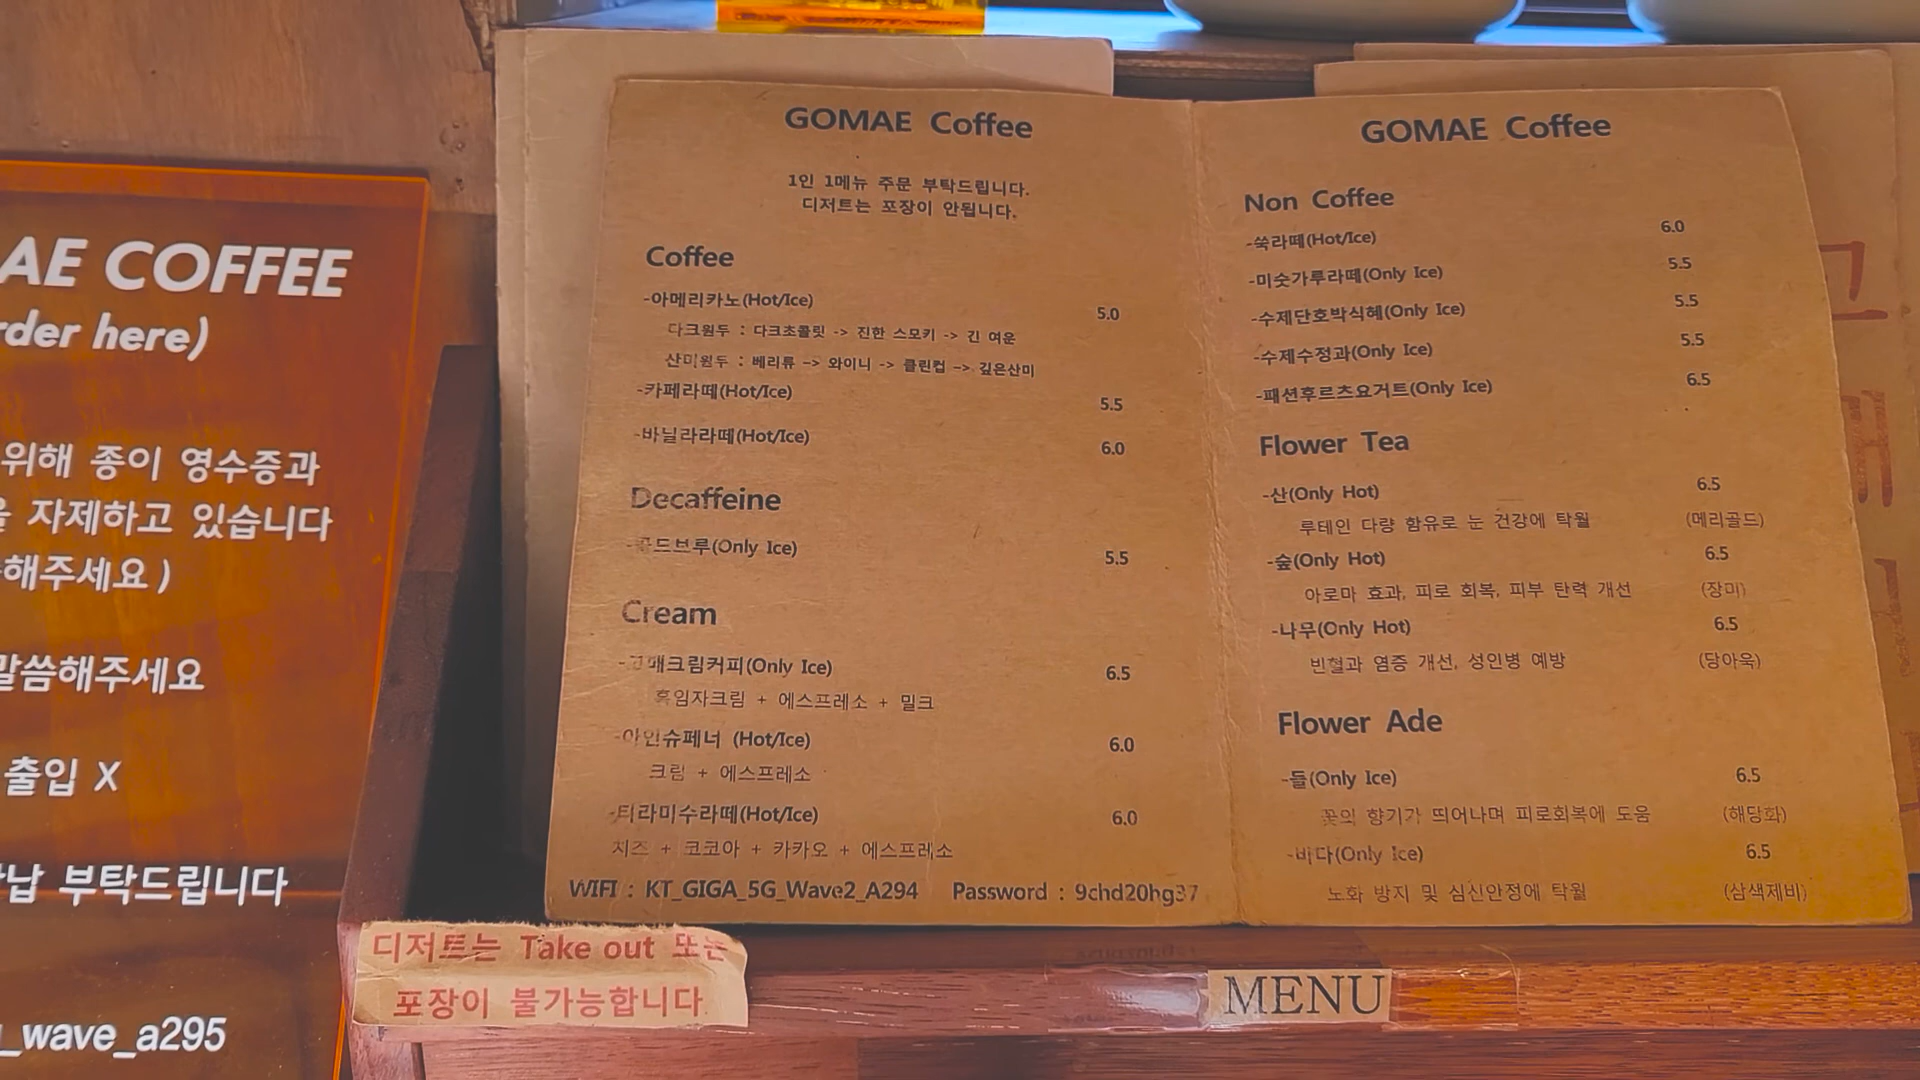 AE COFFEE
rder here)
위해 종이 영수증과
을 자제하고 있습니다
해주세요)
말씀해주세요
출입 X
납 부탁드립니다
_wave_a295
GOMAE Coffee
1인 1메뉴 주문 부탁드립니다.
디저트는 포장이 안됩니다.
Coffee
-아메리카노(Hot/Ice) 5.0
다크원두 : 다크초콜릿 -> 진한 스모키 -> 긴 여운
산미원두 : 베리류 -> 와이니 -> 클린컵 -> 깊은산미
-카페라떼(Hot/Ice) 5.5
-바닐라라떼(Hot/Ice) 6.0
Decaffeine
-콜드브루(Only Ice) 5.5
Cream
-고매크림커피(Only Ice) 6.5
흑임자크림 + 에스프레소 + 밀크
-아인슈페너 (Hot/Ice) 6.0
크림 + 에스프레소
-티라미수라떼(Hot/Ice) 6.0
치즈 + 코코아 + 카카오 + 에스프레소
WIFI : KT_GIGA_5G_Wave2_A294 Password : 9chd20hg37
GOMAE Coffee
Non Coffee
-쑥라떼(Hot/Ice) 6.0
-미숫가루라떼(Only Ice) 5.5
-수제단호박식혜(Only Ice) 5.5
-수제수정과(Only Ice) 5.5
-패션후르츠요거트(Only Ice) 6.5
Flower Tea
-산(Only Hot) 6.5
루테인 다량 함유로 눈 건강에 탁월 (메리골드)
-숲(Only Hot) 6.5
아로마 효과, 피로 회복, 피부 탄력 개선 (장미)
-나무(Only Hot) 6.5
빈혈과 염증 개선, 성인병 예방 (당아욱)
Flower Ade
-들(Only Ice) 6.5
꽃의 향기가 띄어나며 피로회복에 도움 (해당화)
-바다(Only Ice) 6.5
노화 방지 및 심신안정에 탁월 (삼색제비)
고
매
디저트는 Take out 또는
포장이 불가능합니다
MENU